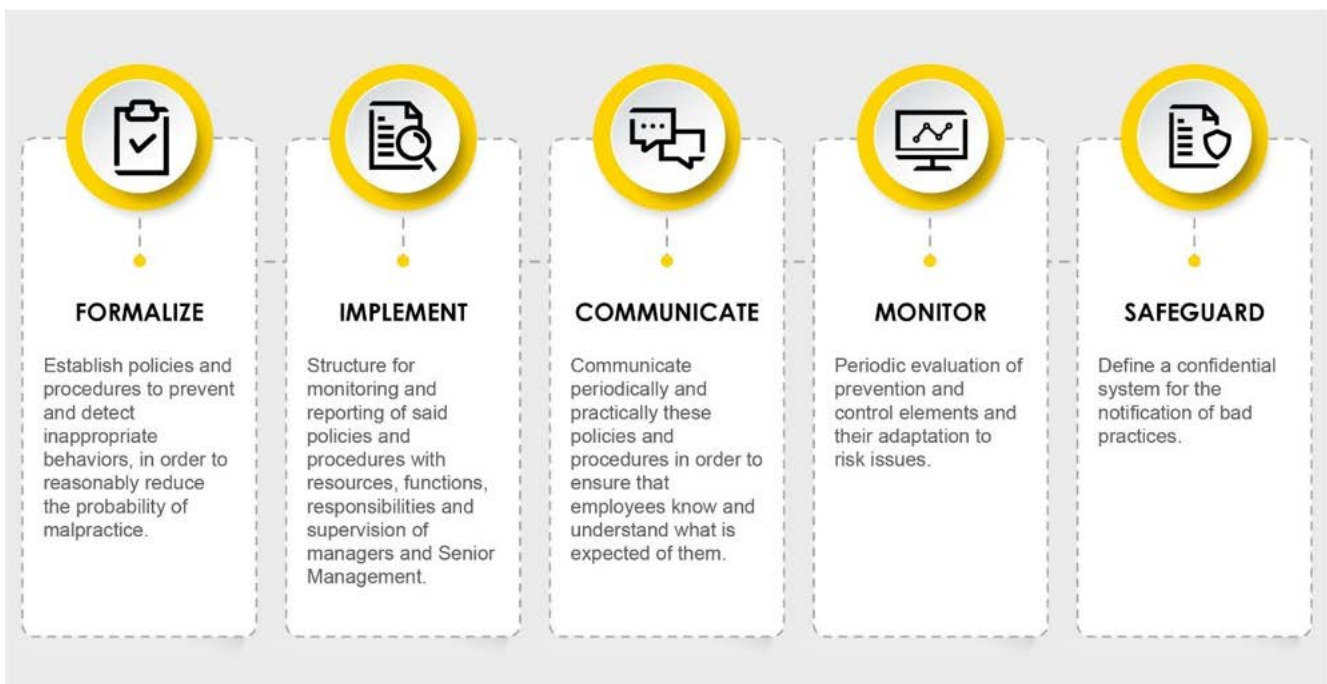 FORMALIZE
Establish policies and
procedures to prevent
and detect
inappropriate
behaviors, in order to
reasonably reduce
the probability of
malpractice.
IMPLEMENT
Structure for
monitoring and
reporting of said
policies and
procedures with
resources, functions,
responsibilities and
supervision of
managers and Senior
Management.
COMMUNICATE
Communicate
periodically and
practically these
policies and
procedures in order to
ensure that
employees know and
understand what is
expected of them.
MONITOR
Periodic evaluation of
prevention and
control elements and
their adaptation to
risk issues.
SAFEGUARD
Define a confidential
system for the
notification of bad
practices.